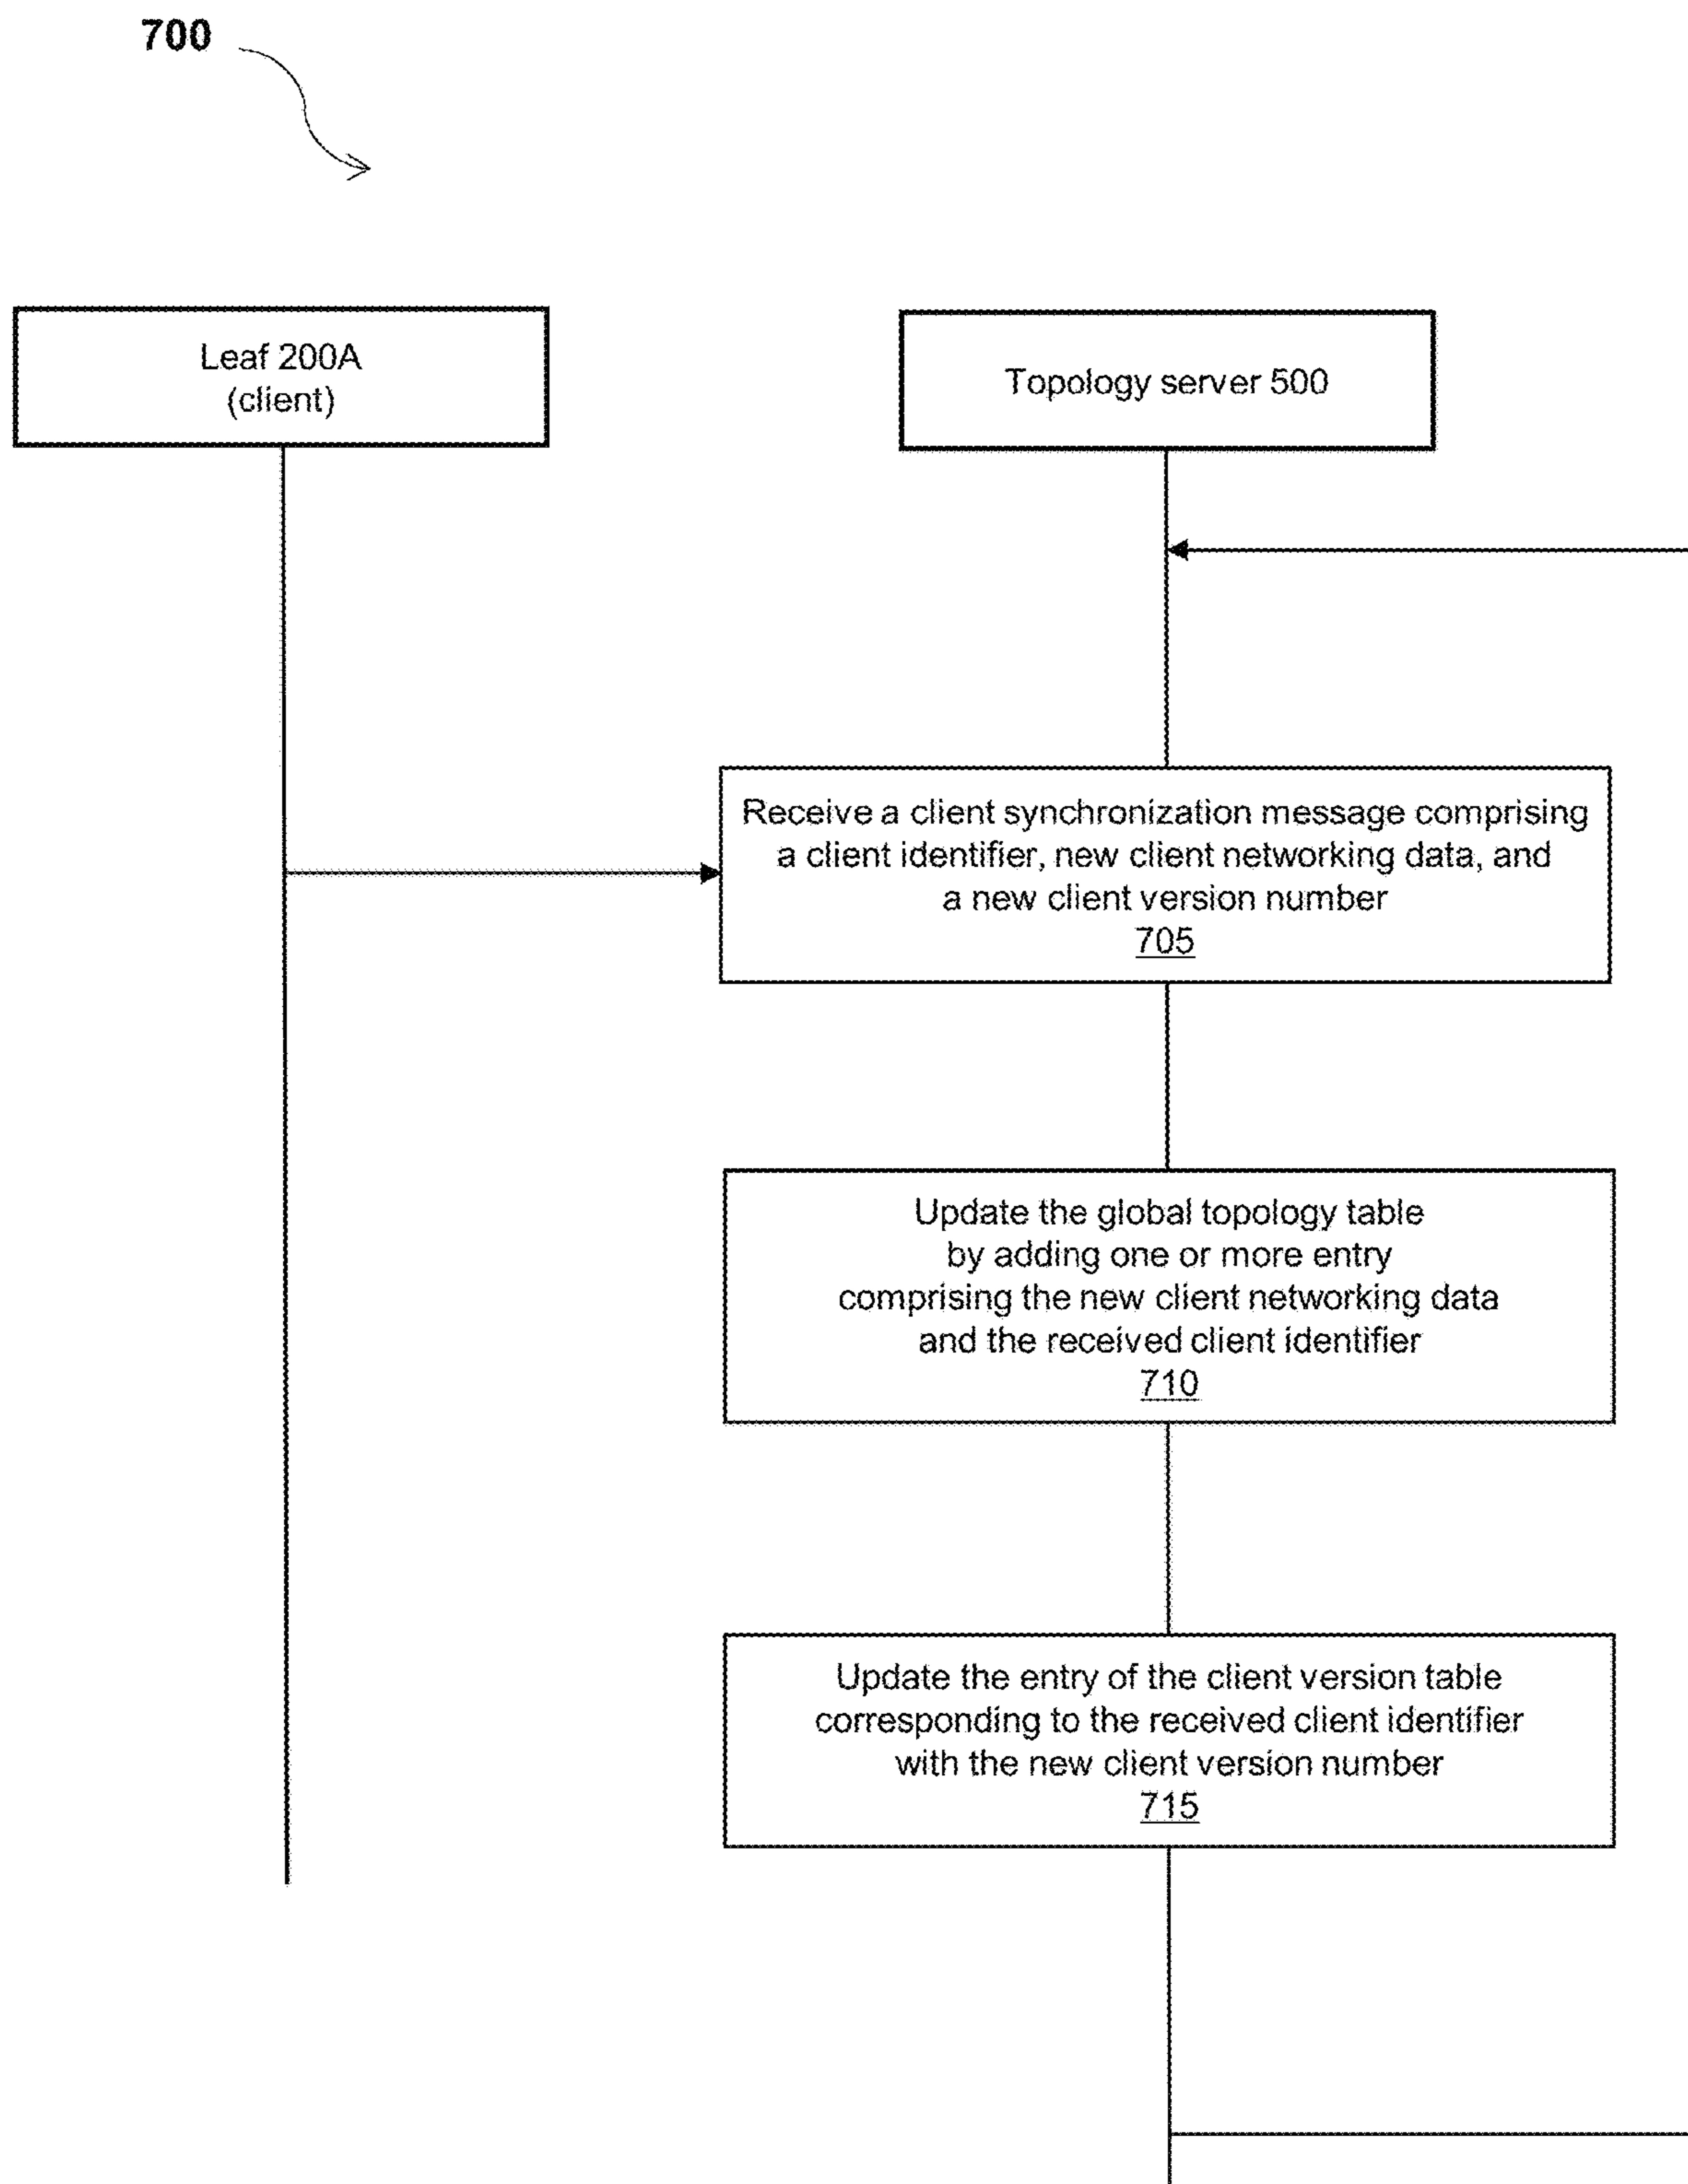 700
Leaf 200A
(client)
Topology server 500
Receive a client synchronization message comprising
a client identifier, new client networking data, and
a new client version number
705
Update the global topology table
by adding one or more entry
comprising the new client networking data
and the received client identifier
710
Update the entry of the client version table
corresponding to the received client identifier
with the new client version number
715